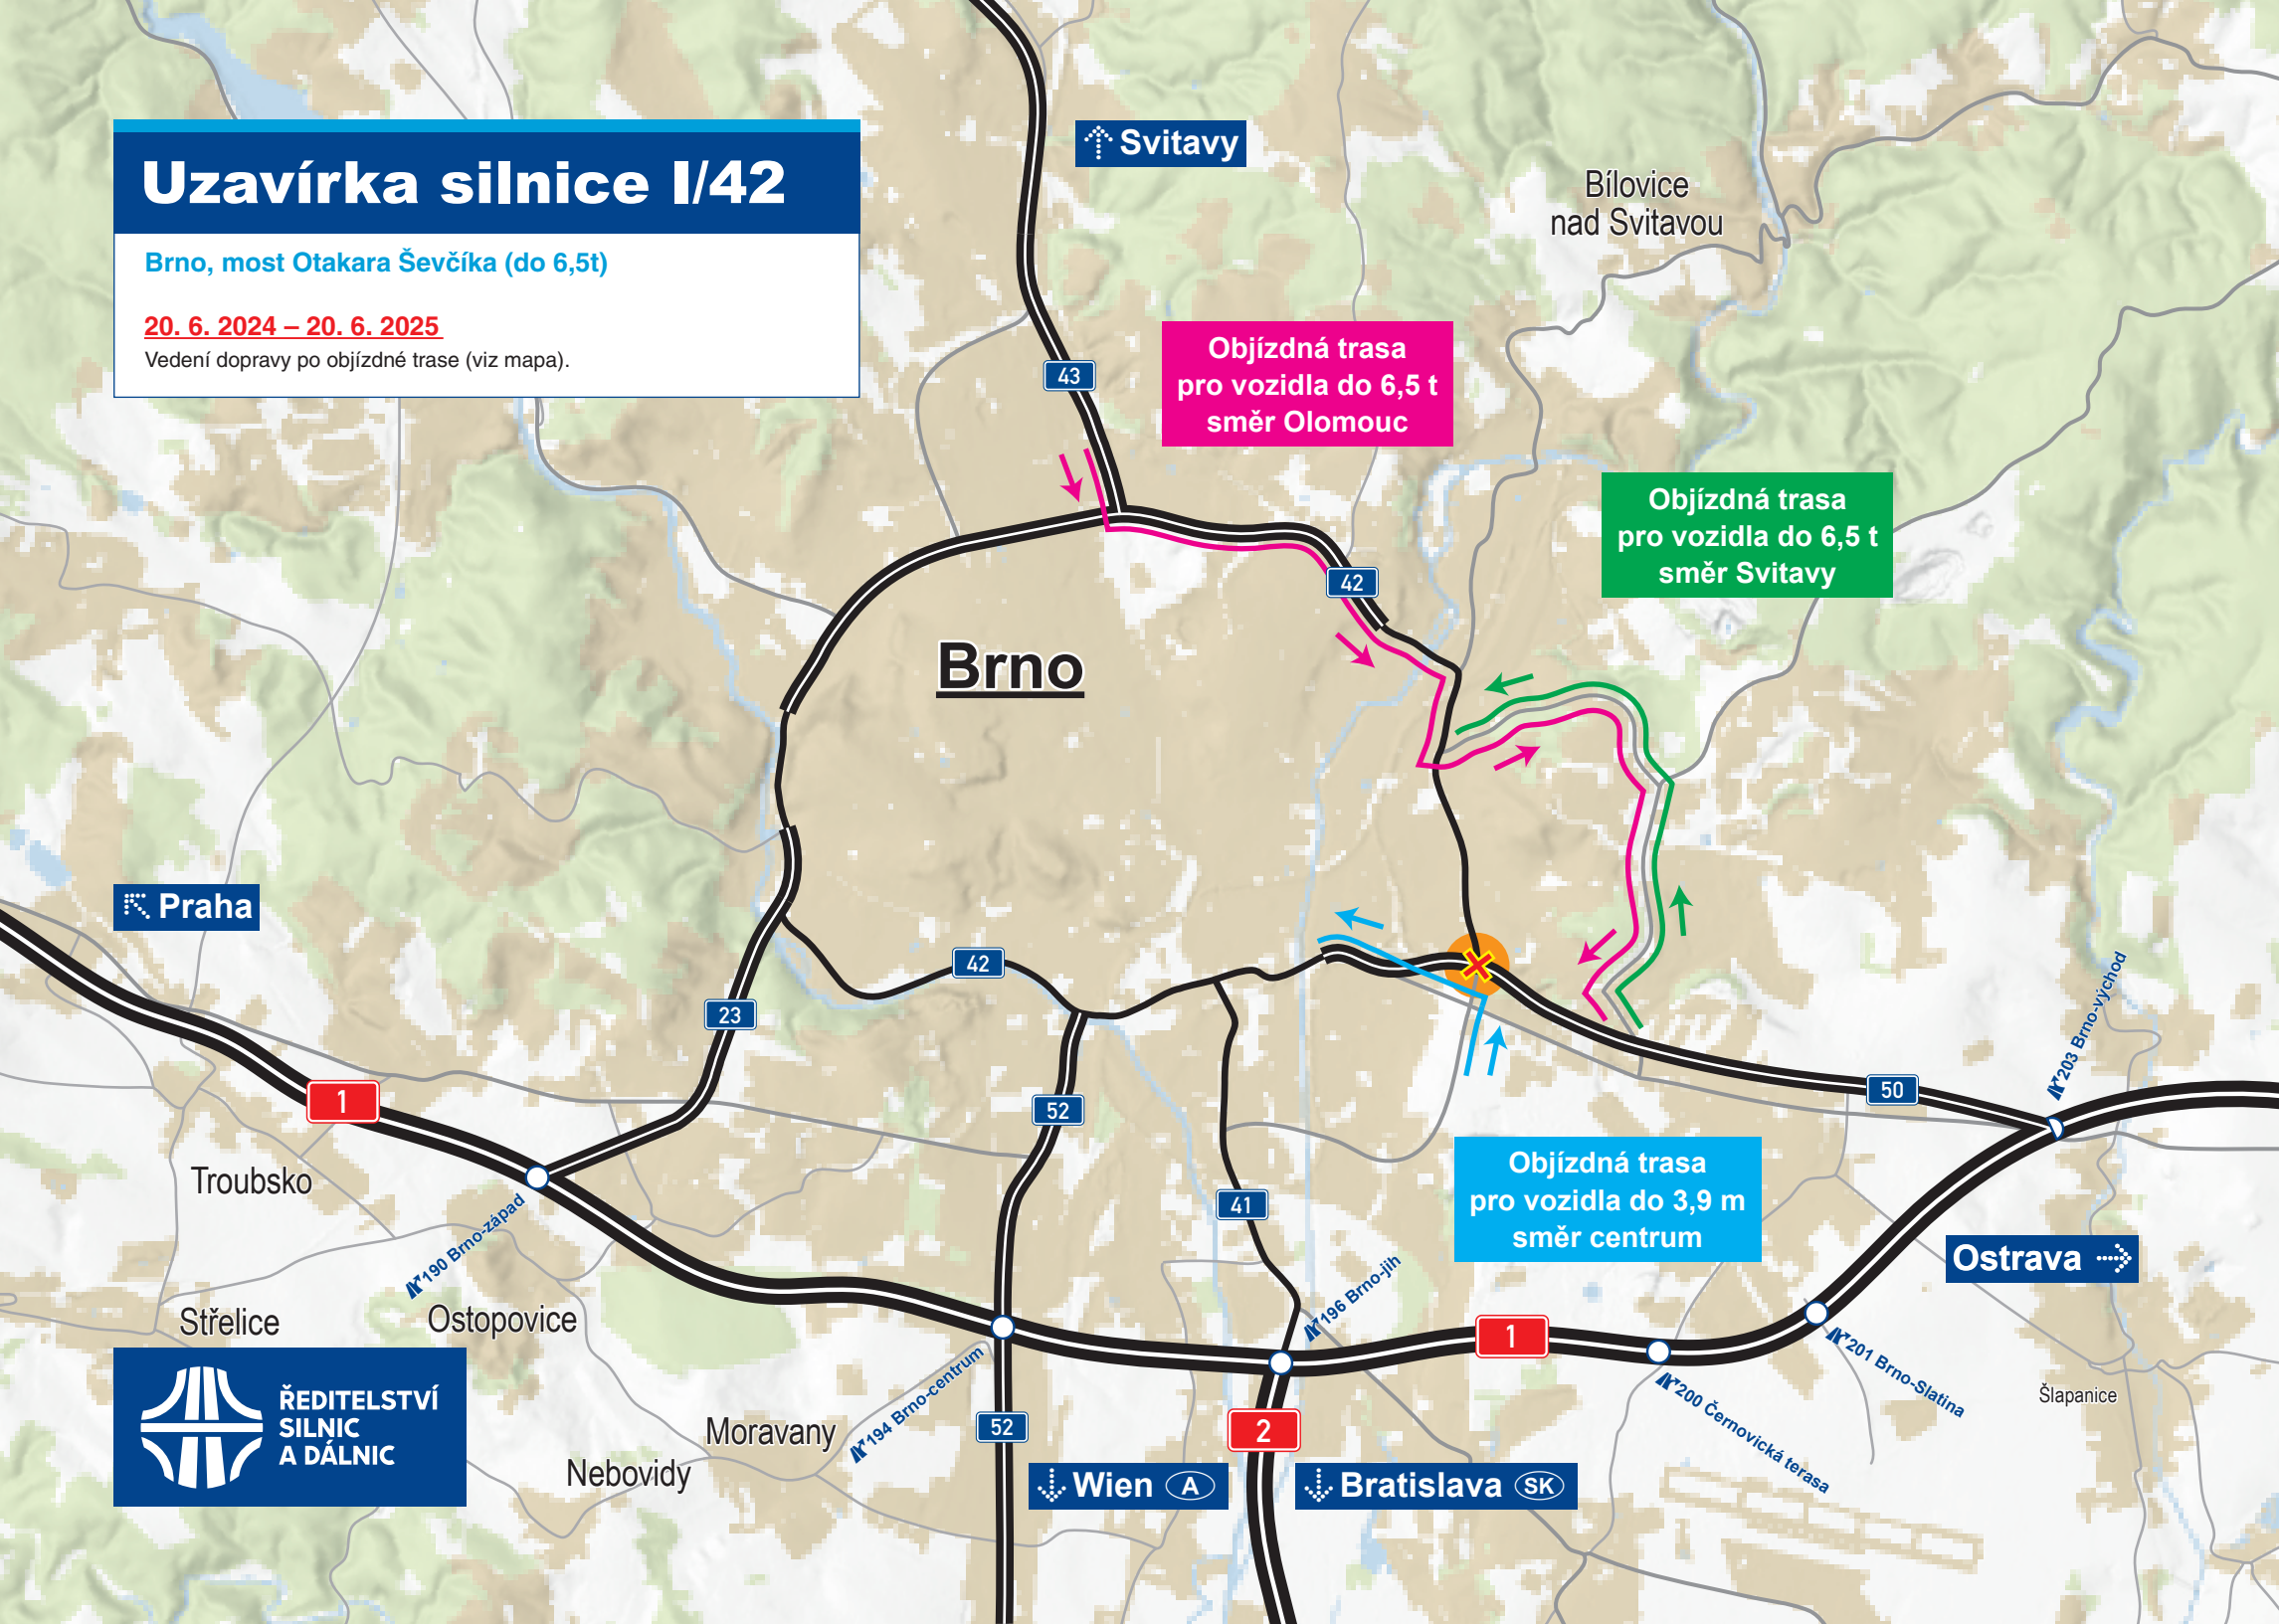 Uzavírka silnice I/42
Brno, most Otakara Ševčíka (do 6,5t)
20. 6. 2024 – 20. 6. 2025
Vedení dopravy po objízdné trase (viz mapa).
Svitavy
Bílovice
nad Svitavou
43
Objízdná trasa
pro vozidla do 6,5 t
směr Olomouc
Objízdná trasa
pro vozidla do 6,5 t
směr Svitavy
42
Brno
Praha
42
23
203 Brno-východ
1
52
50
Troubsko
Objízdná trasa
pro vozidla do 3,9 m
směr centrum
41
190 Brno-západ
Ostrava
Střelice
Ostopovice
196 Brno-jih
1
201 Brno-Slatina
ŘEDITELSTVÍ
SILNIC
A DÁLNIC
194 Brno-centrum
200 Černovická terasa
Šlapanice
Moravany
52
2
Nebovidy
Wien A
Bratislava SK